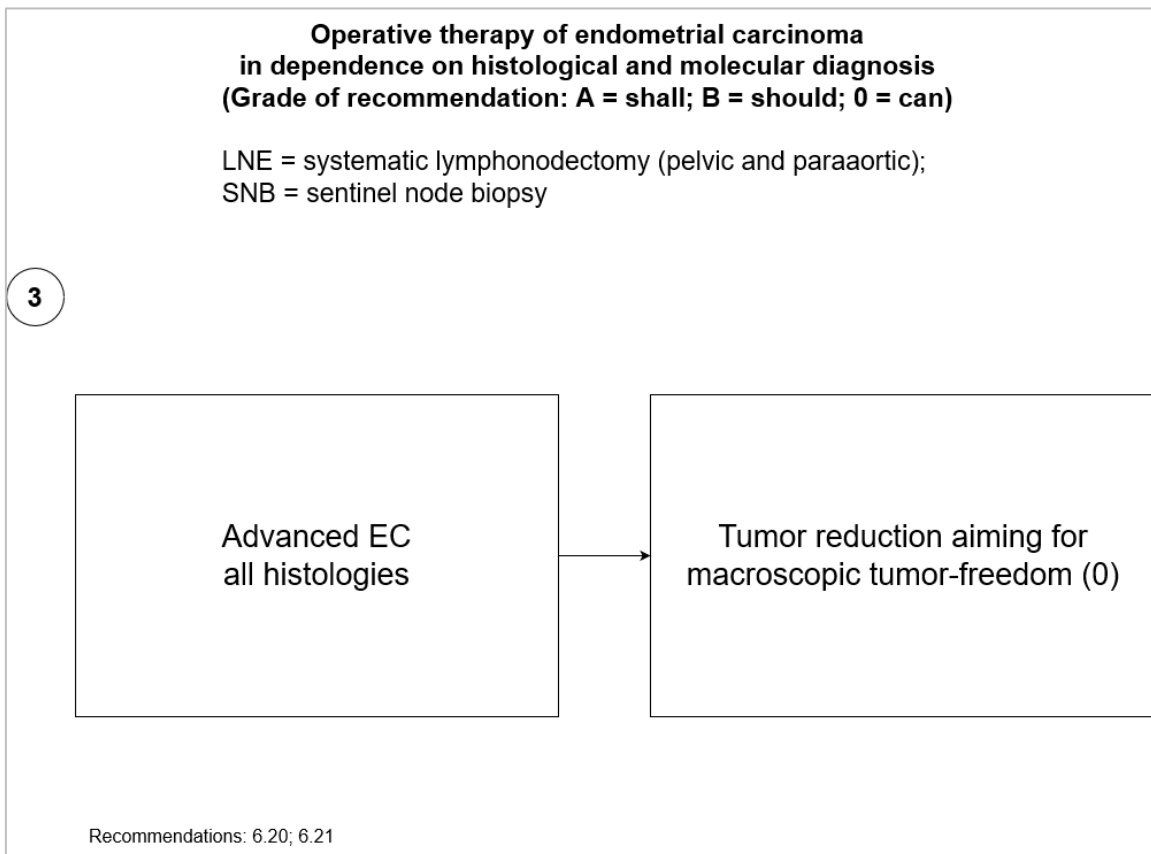 Operative therapy of endometrial carcinoma
in dependence on histological and molecular diagnosis
(Grade of recommendation: A = shall; B = should; 0 = can)
LNE = systematic lymphonodectomy (pelvic and paraaortic);
SNB = sentinel node biopsy
3
Advanced EC
all histologies
Tumor reduction aiming for
macroscopic tumor-freedom (0)
Recommendations: 6.20; 6.21